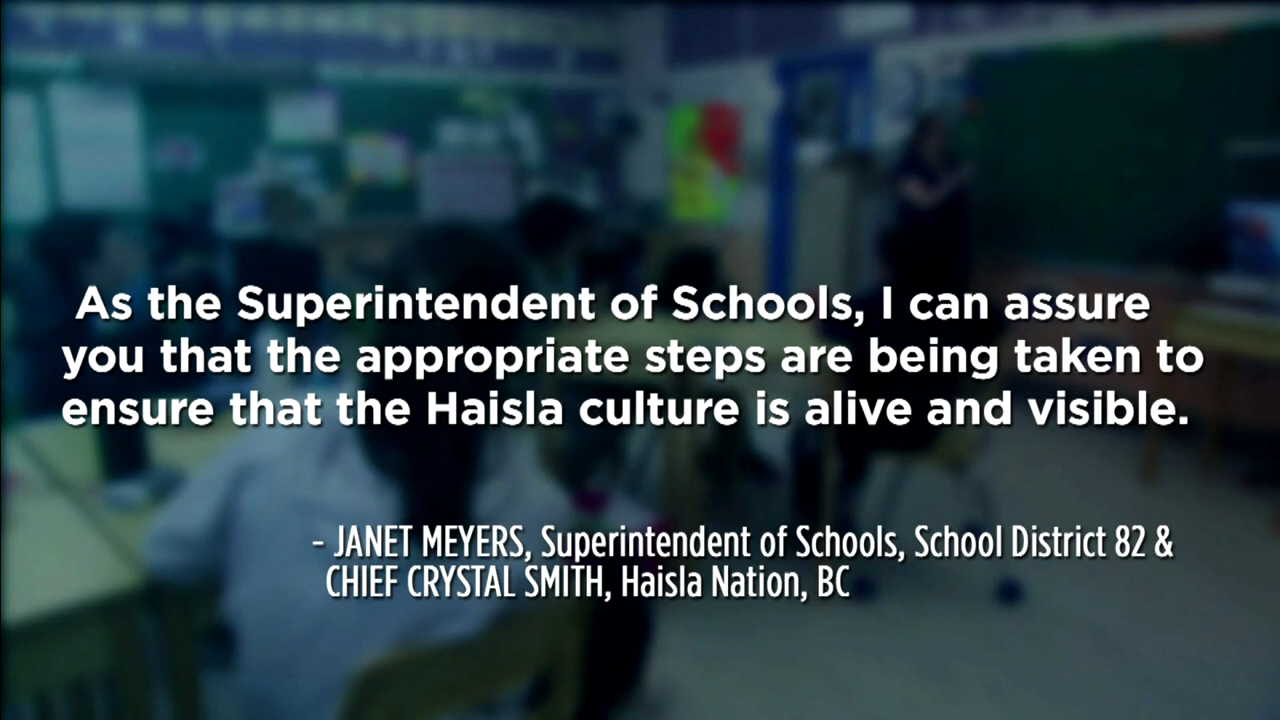 As the Superintendent of Schools, I can assure
you that the appropriate steps are being taken to
ensure that the Haisla culture is alive and visible.
- JANET MEYERS, Superintendent of Schools, School District 82 &
CHIEF CRYSTAL SMITH, Haisla Nation, BC